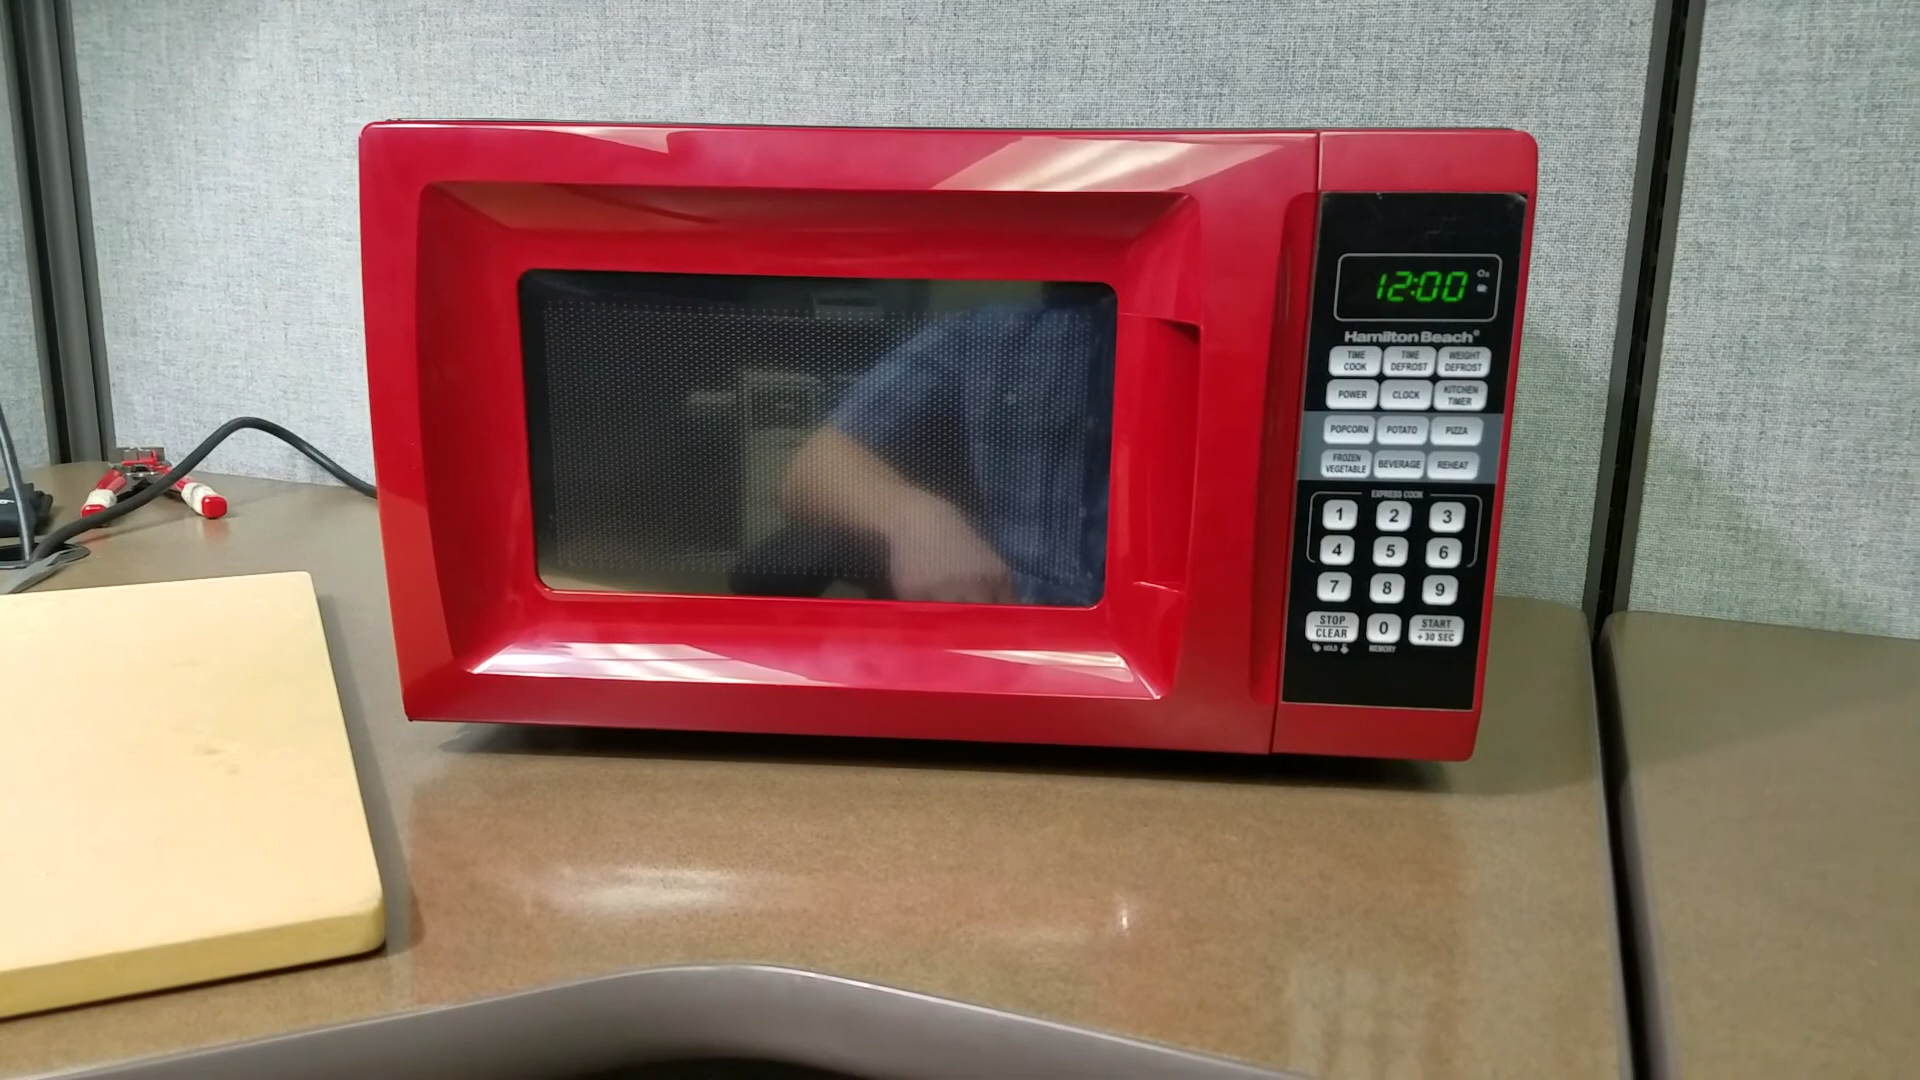 12:00
Hamilton Beach®
TIME COOK
TIME DEFROST
WEIGHT DEFROST
POWER
CLOCK
KITCHEN TIMER
POPCORN
POTATO
PIZZA
FROZEN VEGETABLE
BEVERAGE
REHEAT
EXPRESS COOK
1 2 3
4 5 6
7 8 9
STOP CLEAR
0
START +30 SEC
HOLD
MEMORY